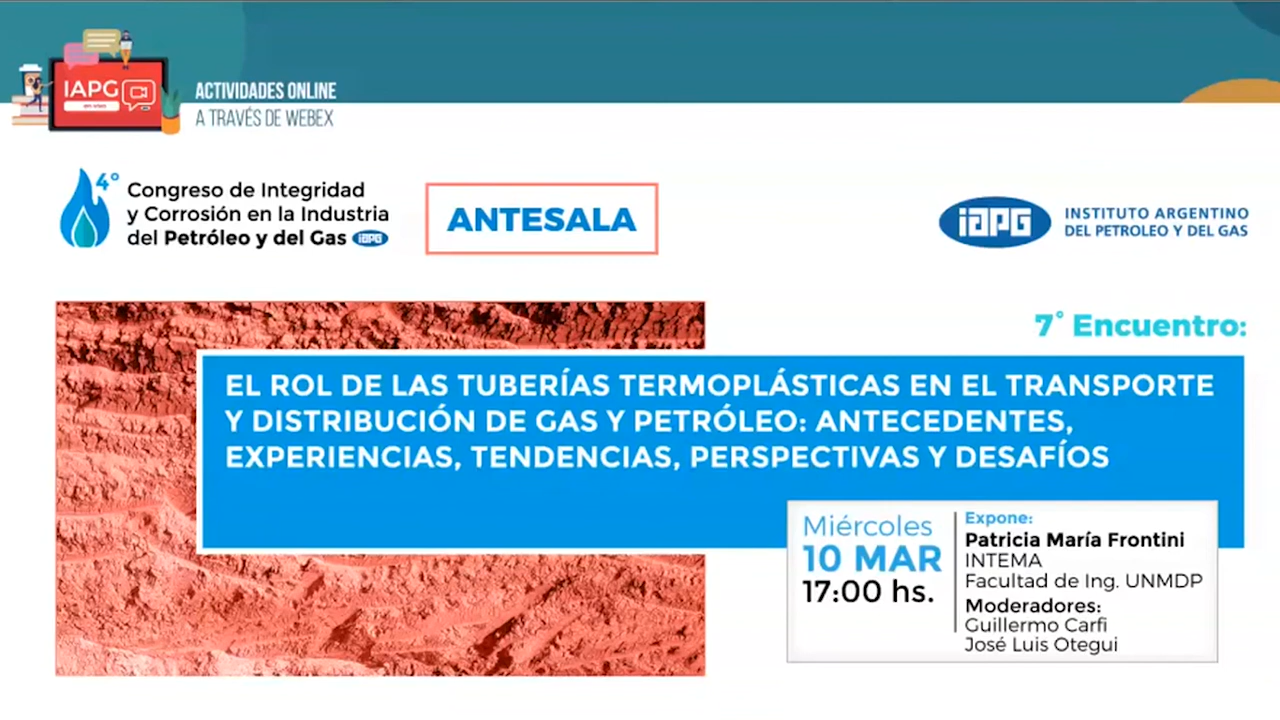 IAPG
EN VIVO
ACTIVIDADES ONLINE
A TRAVÉS DE WEBEX
4°
Congreso de Integridad
y Corrosión en la Industria
del Petróleo y del Gas iapg
ANTESALA
iapg
INSTITUTO ARGENTINO
DEL PETROLEO Y DEL GAS
7° Encuentro:
EL ROL DE LAS TUBERÍAS TERMOPLÁSTICAS EN EL TRANSPORTE
Y DISTRIBUCIÓN DE GAS Y PETRÓLEO: ANTECEDENTES,
EXPERIENCIAS, TENDENCIAS, PERSPECTIVAS Y DESAFÍOS
Miércoles
10 MAR
17:00 hs.
Expone:
Patricia María Frontini
INTEMA
Facultad de Ing. UNMDP
Moderadores:
Guillermo Carfi
José Luis Otegui